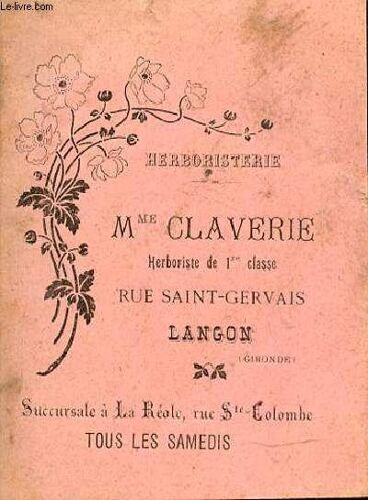 Le-livre.com
HERBORISTERIE
MME CLAVERIE
Herboriste de 1re classe
RUE SAINT-GERVAIS
LANGON
(GIRONDE)
Succursale à La Réole, rue Ste-Colombe
TOUS LES SAMEDIS